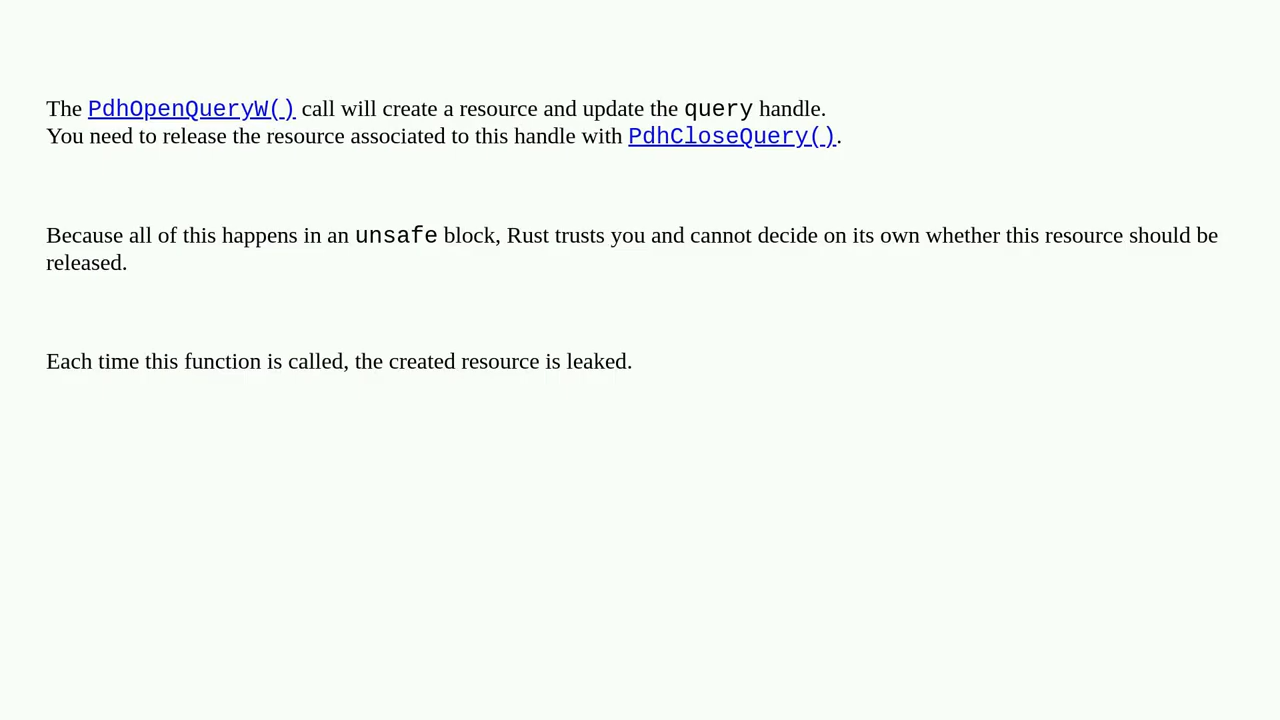 The PdhOpenQueryW() call will create a resource and update the query handle.
You need to release the resource associated to this handle with PdhCloseQuery().
Because all of this happens in an unsafe block, Rust trusts you and cannot decide on its own whether this resource should be
released.
Each time this function is called, the created resource is leaked.